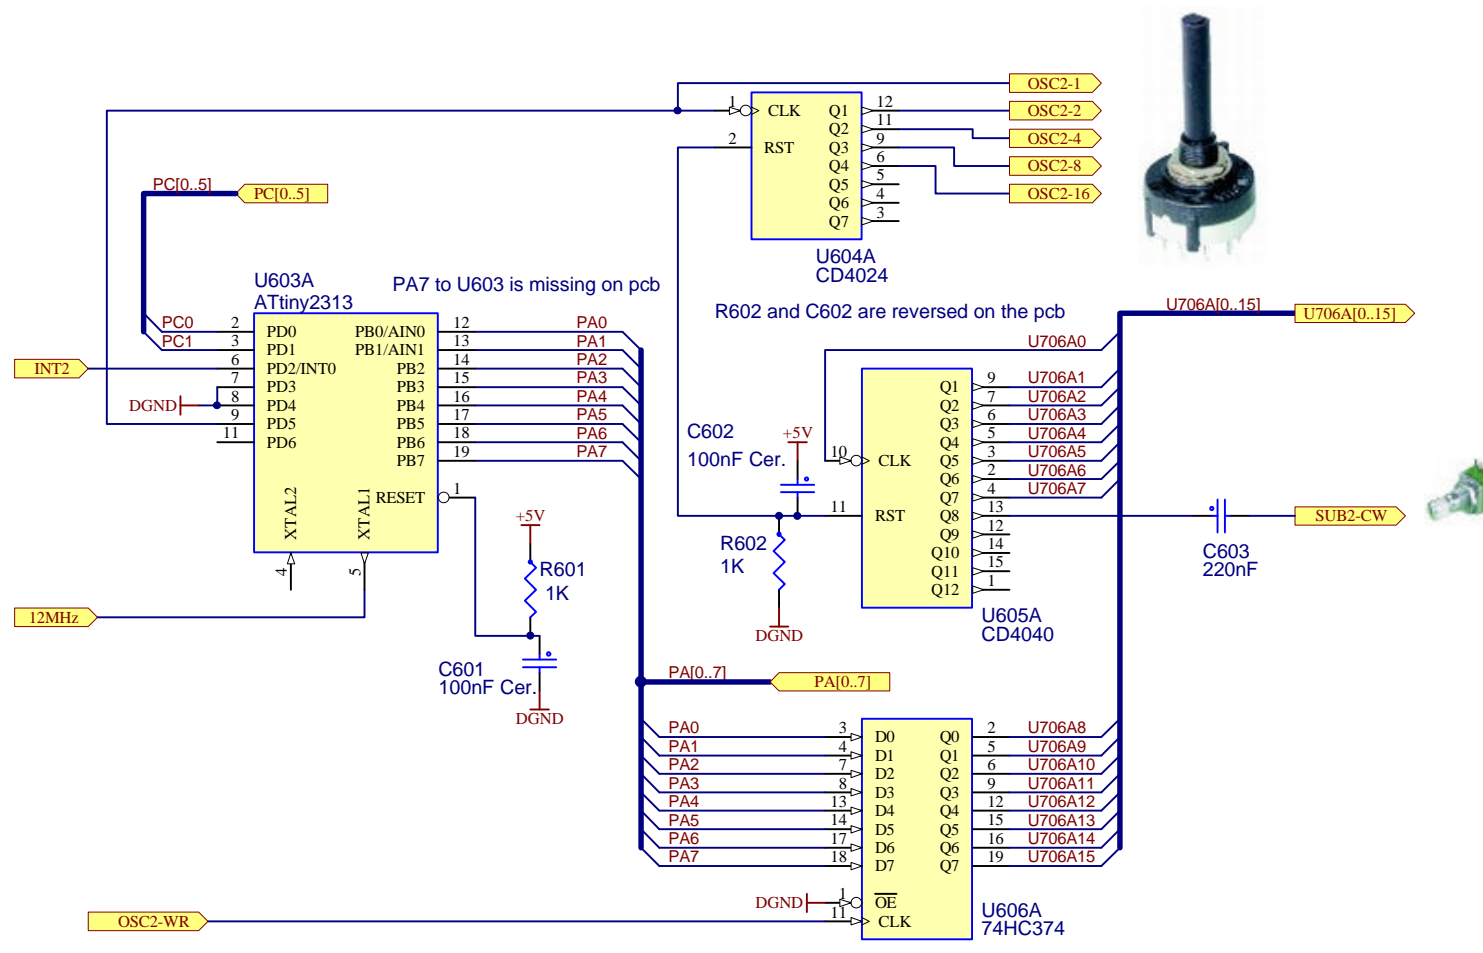 OSC2-1
1
CLK
Q1
12
OSC2-2
Q2
11
OSC2-4
2
RST
Q3
9
OSC2-8
Q4
6
OSC2-16
Q5
5
Q6
4
Q7
3
U604A
CD4024
PC[0..5]
PC[0..5]
U603A
ATtiny2313
PA7 to U603 is missing on pcb
R602 and C602 are reversed on the pcb
U706A[0..15]
U706A[0..15]
PC0
2
PD0
PB0/AIN0
12
PA0
PC1
3
PD1
PB1/AIN1
13
PA1
INT2
6
PD2/INT0
PB2
14
PA2
7
PD3
PB3
15
PA3
DGND
8
PD4
PB4
16
PA4
9
PD5
PB5
17
PA5
11
PD6
PB6
18
PA6
PB7
19
PA7
XTAL2
XTAL1
RESET
1
4
5
12MHz
+5V
R601
1K
C601
100nF Cer.
DGND
U706A0
Q1
9
U706A1
Q2
7
U706A2
Q3
6
U706A3
C602
100nF Cer.
+5V
Q4
5
U706A4
10
CLK
Q5
3
U706A5
Q6
2
U706A6
Q7
4
U706A7
11
RST
Q8
13
SUB2-CW
Q9
12
Q10
14
Q11
15
Q12
1
R602
1K
DGND
C603
220nF
U605A
CD4040
PA[0..7]
PA[0..7]
PA0
3
D0
Q0
2
U706A8
PA1
4
D1
Q1
5
U706A9
PA2
7
D2
Q2
6
U706A10
PA3
8
D3
Q3
9
U706A11
PA4
13
D4
Q4
12
U706A12
PA5
14
D5
Q5
15
U706A13
PA6
17
D6
Q6
16
U706A14
PA7
18
D7
Q7
19
U706A15
DGND
1
OE
OSC2-WR
11
CLK
U606A
74HC374